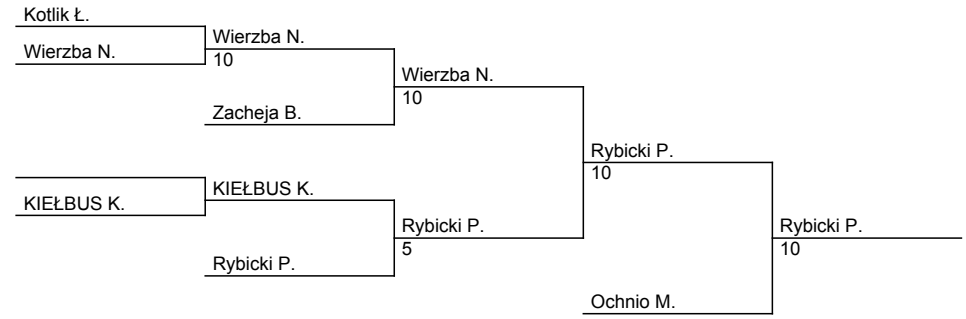 Kotlik Ł.
Wierzba N.
Wierzba N.
10
Zacheja B.
Wierzba N.
10
KIEŁBUS K.
KIEŁBUS K.
Rybicki P.
Rybicki P.
5
Rybicki P.
10
Ochnio M.
Rybicki P.
10